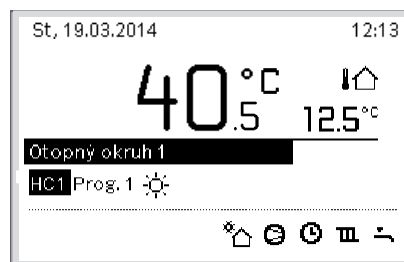 St, 19.03.2014 12:13
40.5 °C
12.5°C
Otopný okruh 1
HC1 Prog. 1